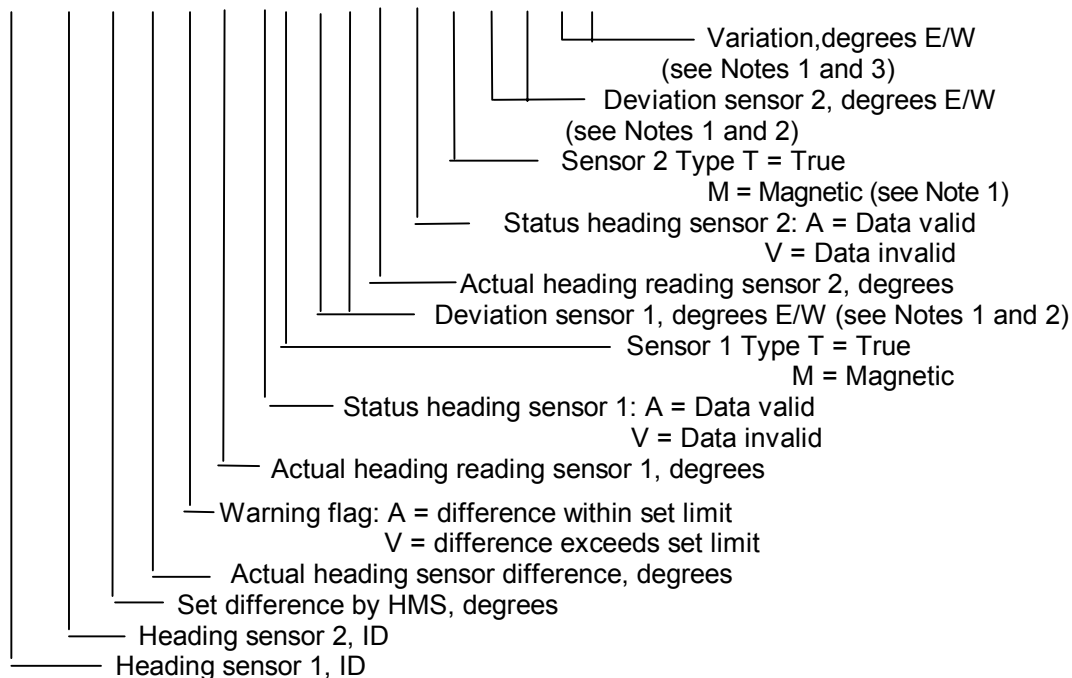 Variation,degrees E/W
(see Notes 1 and 3)
Deviation sensor 2, degrees E/W
(see Notes 1 and 2)
Sensor 2 Type T = True
M = Magnetic (see Note 1)
Status heading sensor 2: A = Data valid
V = Data invalid
Actual heading reading sensor 2, degrees
Deviation sensor 1, degrees E/W (see Notes 1 and 2)
Sensor 1 Type T = True
M = Magnetic
Status heading sensor 1: A = Data valid
V = Data invalid
Actual heading reading sensor 1, degrees
Warning flag: A = difference within set limit
V = difference exceeds set limit
Actual heading sensor difference, degrees
Set difference by HMS, degrees
Heading sensor 2, ID
Heading sensor 1, ID